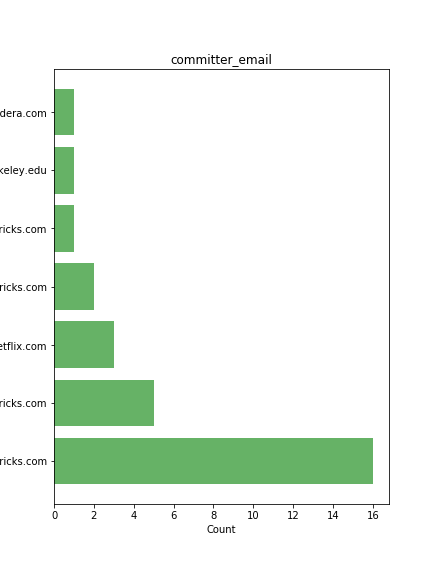 committer_email
dera.com
keley.edu
ricks.com
ricks.com
etflix.com
ricks.com
ricks.com
0 2 4 6 8 10 12 14 16
Count